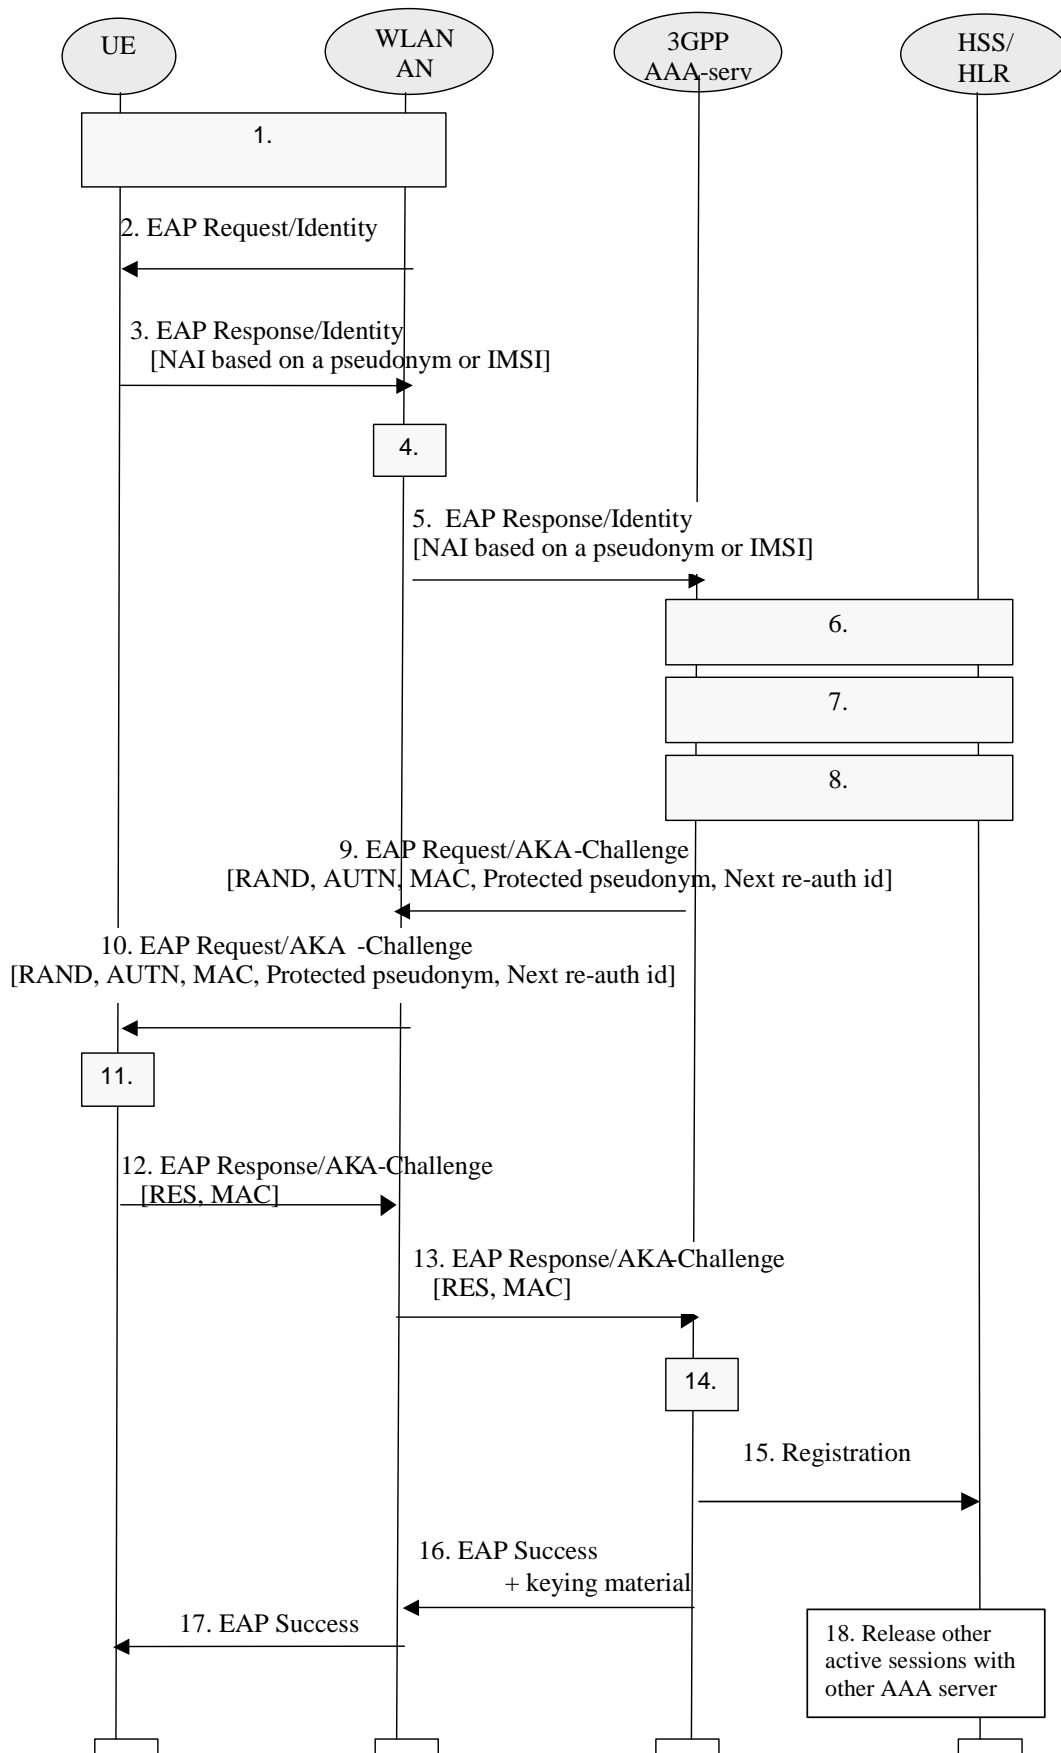 UE
WLAN
AN
3GPP
AAA-serv
HSS/
HLR
1.
2. EAP Request/Identity
3. EAP Response/Identity
[NAI based on a pseudonym or IMSI]
4.
5. EAP Response/Identity
[NAI based on a pseudonym or IMSI]
6.
7.
8.
9. EAP Request/AKA-Challenge
[RAND, AUTN, MAC, Protected pseudonym, Next re-auth id]
10. EAP Request/AKA -Challenge
[RAND, AUTN, MAC, Protected pseudonym, Next re-auth id]
11.
12. EAP Response/AKA-Challenge
[RES, MAC]
13. EAP Response/AKA-Challenge
[RES, MAC]
14.
15. Registration
16. EAP Success
+ keying material
17. EAP Success
18. Release other
active sessions with
other AAA server